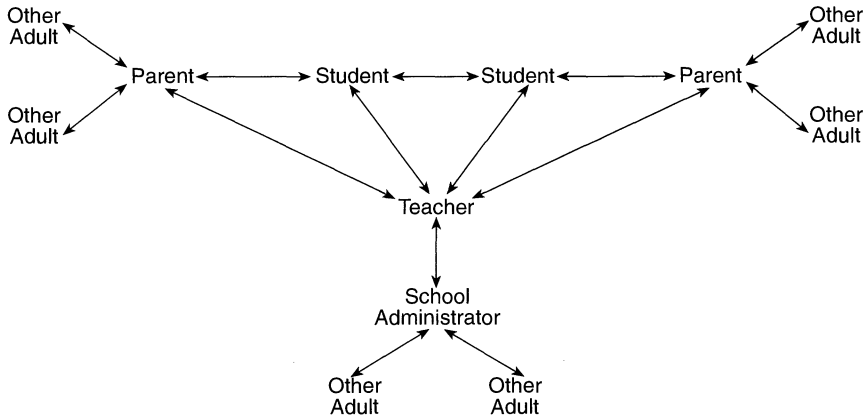 Other
Adult
Other
Adult
Parent
Student
Student
Parent
Other
Adult
Other
Adult
Teacher
School
Administrator
Other
Adult
Other
Adult